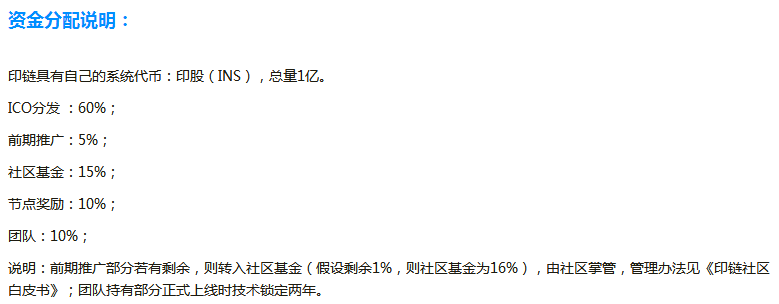 资金分配说明：
印链具有自己的系统代币：印股（INS），总量1亿。
ICO分发 ：60%；
前期推广：5%；
社区基金：15%；
节点奖励：10%；
团队：10%；
说明：前期推广部分若有剩余，则转入社区基金（假设剩余1%，则社区基金为16%），由社区掌管，管理办法见《印链社区
白皮书》；团队持有部分正式上线时技术锁定两年。